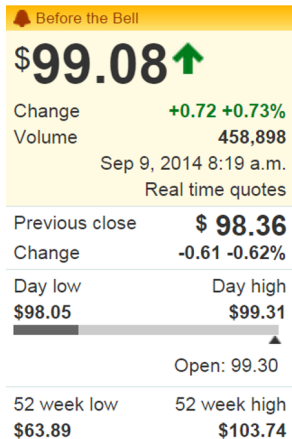 Before the Bell
$99.08
Change +0.72 +0.73%
Volume 458,898
Sep 9, 2014 8:19 a.m.
Real time quotes
Previous close $ 98.36
Change -0.61 -0.62%
Day low Day high
$98.05 $99.31
Open: 99.30
52 week low 52 week high
$63.89 $103.74